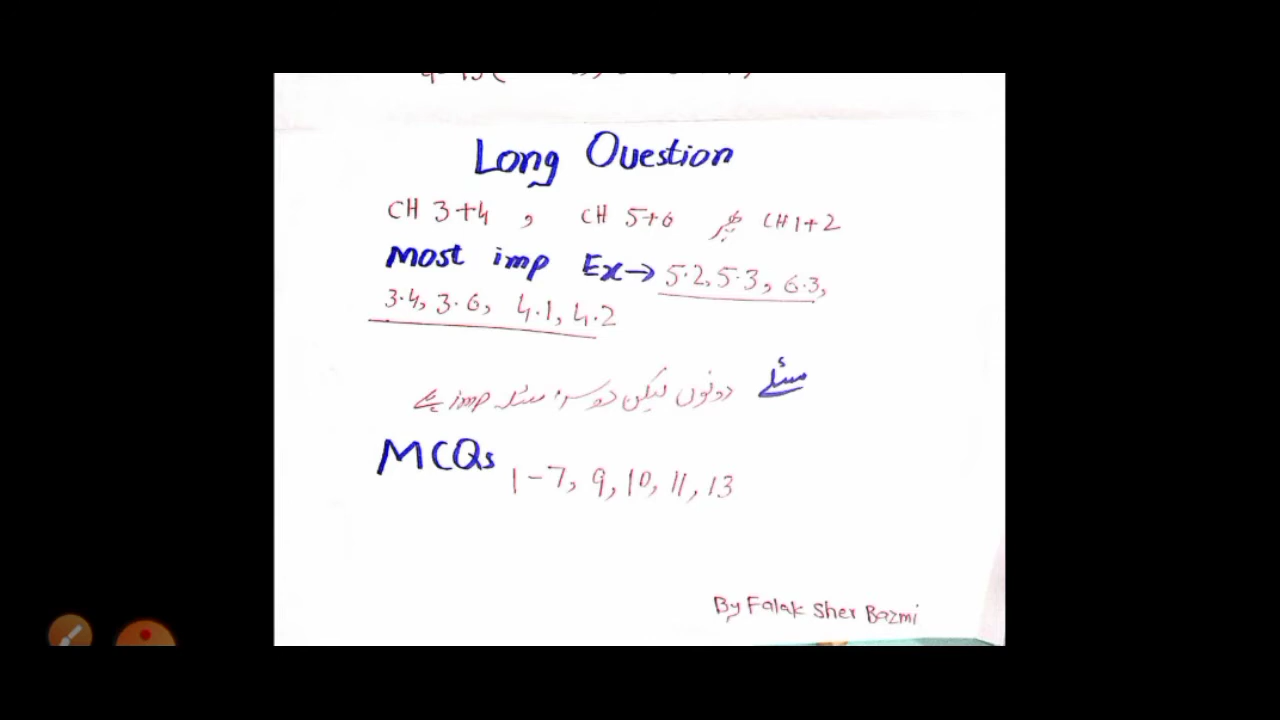 Long Question
CH 3+4 , CH 5+6 پھر CH 1+2
Most imp Ex→ 5.2, 5.3, 6.3,
3.4, 3.6, 4.1, 4.2
مسئلے دونوں لیکن دوسرا مسئلہ imp ہے
MCQs 1-7, 9, 10, 11, 13
By Falak Sher Bazmi